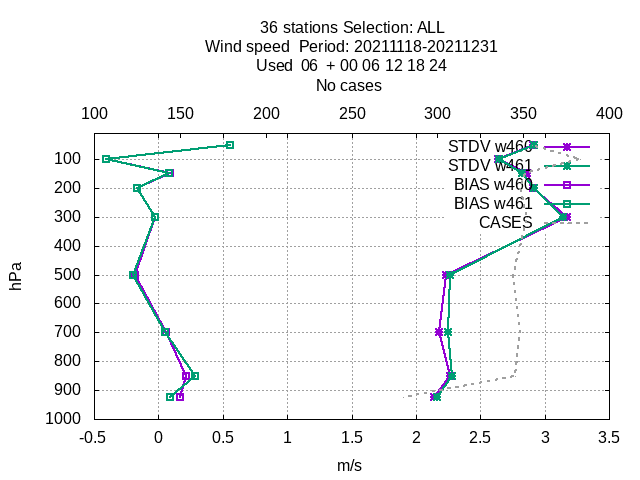 36 stations Selection: ALL
Wind speed  Period: 20211118-20211231
Used  06  + 00 06 12 18 24
No cases
100 150 200 250 300 350 400
STDV w460
STDV w461
BIAS w460
BIAS w461
CASES
100
200
300
400
500
600
700
800
900
1000
hPa
-0.5 0 0.5 1 1.5 2 2.5 3 3.5
m/s